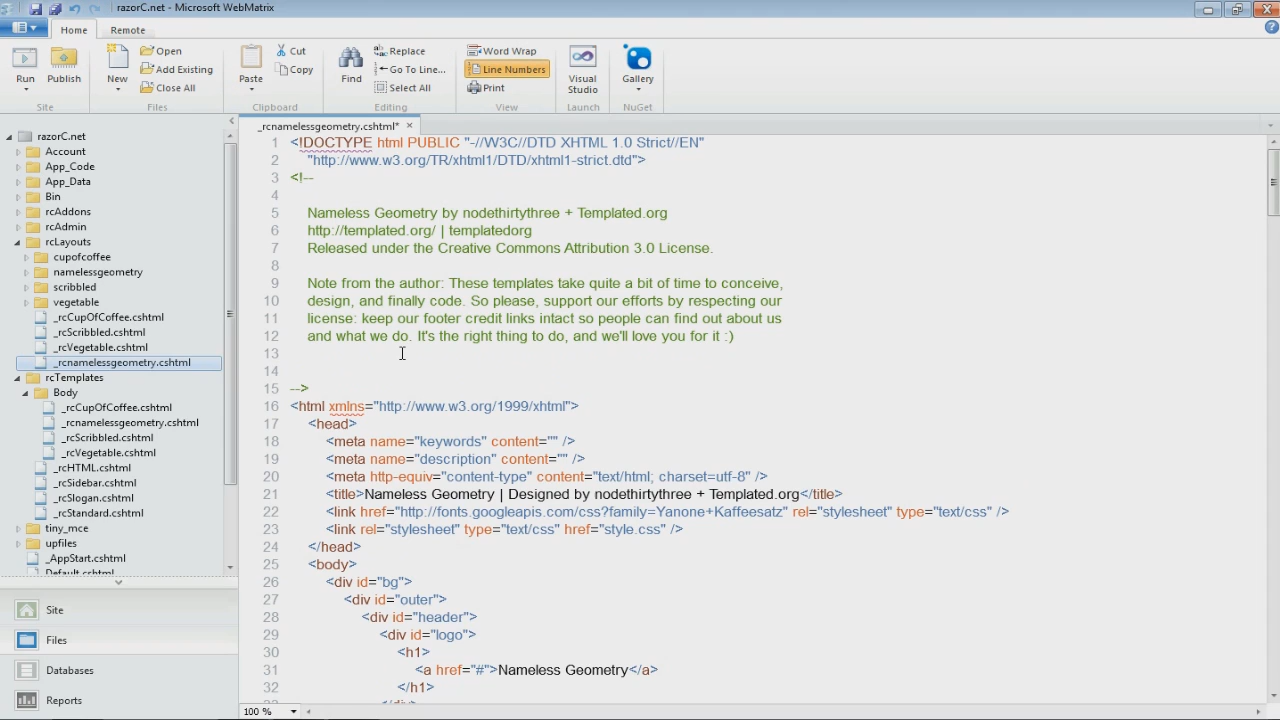 razorC.net - Microsoft WebMatrix
Home
Remote
Run
Publish
Site
New
Open
Add Existing
Close All
Files
Paste
Cut
Copy
Clipboard
Find
Replace
Go To Line...
Select All
Editing
Word Wrap
Line Numbers
Print
View
Visual Studio
Launch
Gallery
NuGet
razorC.net
Account
App_Code
App_Data
Bin
rcAddons
rcAdmin
rcLayouts
cupofcoffee
namelessgeometry
scribbled
vegetable
_rcCupOfCoffee.cshtml
_rcScribbled.cshtml
_rcVegetable.cshtml
_rcnamelessgeometry.cshtml
rcTemplates
Body
_rcCupOfCoffee.cshtml
_rcnamelessgeometry.cshtml
_rcScribbled.cshtml
_rcVegetable.cshtml
_rcHTML.cshtml
_rcSidebar.cshtml
_rcSlogan.cshtml
_rcStandard.cshtml
tiny_mce
upfiles
_AppStart.cshtml
Default.cshtml
Site
Files
Databases
Reports
_rcnamelessgeometry.cshtml*
1 <!DOCTYPE html PUBLIC "-//W3C//DTD XHTML 1.0 Strict//EN"
2 "http://www.w3.org/TR/xhtml1/DTD/xhtml1-strict.dtd">
3 <!--
4
5 Nameless Geometry by nodethirtythree + Templated.org
6 http://templated.org/ | templatedorg
7 Released under the Creative Commons Attribution 3.0 License.
8
9 Note from the author: These templates take quite a bit of time to conceive,
10 design, and finally code. So please, support our efforts by respecting our
11 license: keep our footer credit links intact so people can find out about us
12 and what we do. It's the right thing to do, and we'll love you for it :)
13
14
15 -->
16 <html xmlns="http://www.w3.org/1999/xhtml">
17 <head>
18 <meta name="keywords" content="" />
19 <meta name="description" content="" />
20 <meta http-equiv="content-type" content="text/html; charset=utf-8" />
21 <title>Nameless Geometry | Designed by nodethirtythree + Templated.org</title>
22 <link href="http://fonts.googleapis.com/css?family=Yanone+Kaffeesatz" rel="stylesheet" type="text/css" />
23 <link rel="stylesheet" type="text/css" href="style.css" />
24 </head>
25 <body>
26 <div id="bg">
27 <div id="outer">
28 <div id="header">
29 <div id="logo">
30 <h1>
31 <a href="#">Nameless Geometry</a>
32 </h1>
100 %